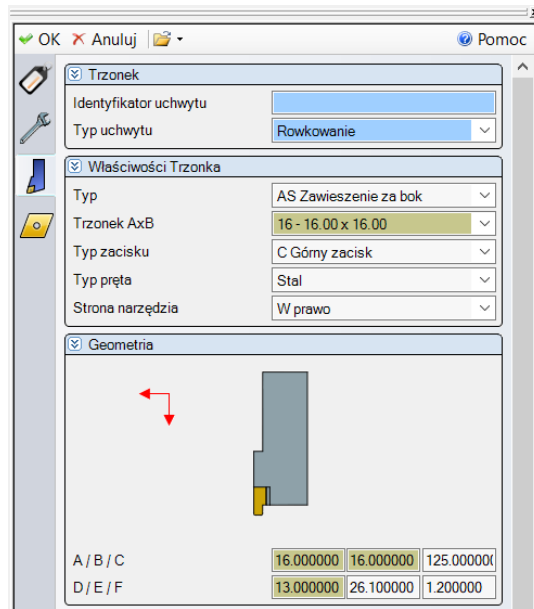 OK Anuluj Pomoc
Trzonek
Identyfikator uchwytu
Typ uchwytu Rowkowanie
Właściwości Trzonka
Typ AS Zawieszenie za bok
Trzonek AxB 16 - 16.00 x 16.00
Typ zacisku C Górny zacisk
Typ pręta Stal
Strona narzędzia W prawo
Geometria
A / B / C 16.000000 16.000000 125.000000
D / E / F 13.000000 26.100000 1.200000